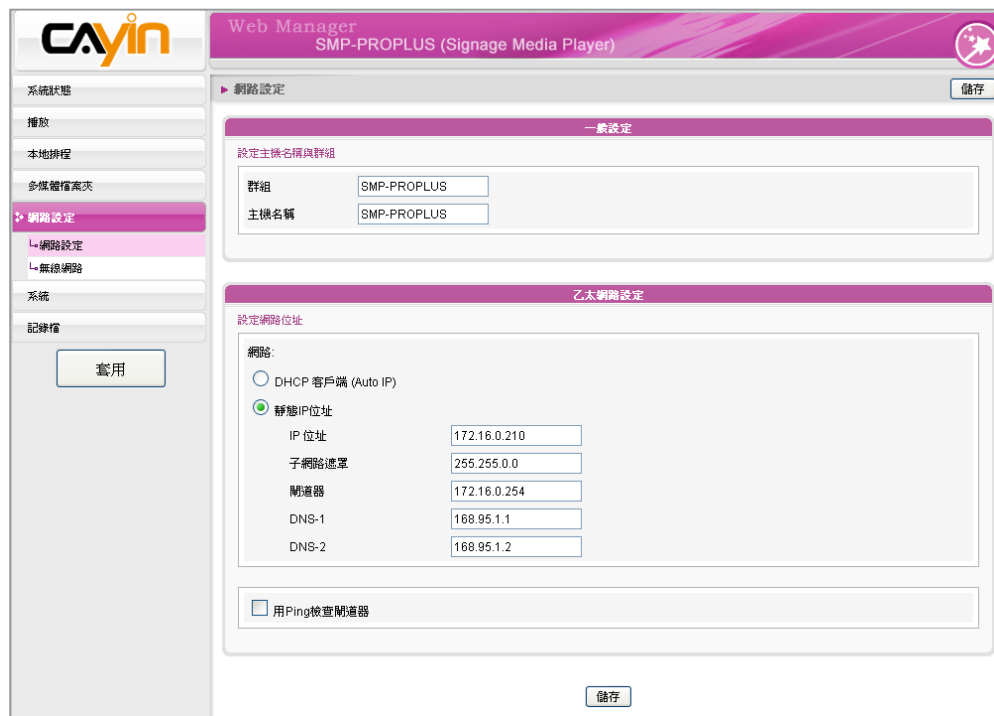 CAYIN
Web Manager
SMP-PROPLUS (Signage Media Player)
系統狀態
播放
本地排程
多媒體檔案夾
網路設定
網路設定
無線網路
系統
記錄檔
套用
網路設定
儲存
一般設定
設定主機名稱與群組
群組 SMP-PROPLUS
主機名稱 SMP-PROPLUS
乙太網路設定
設定網路位址
網路:
DHCP 客戶端 (Auto IP)
靜態IP位址
IP 位址 172.16.0.210
子網路遮罩 255.255.0.0
閘道器 172.16.0.254
DNS-1 168.95.1.1
DNS-2 168.95.1.2
用Ping檢查閘道器
儲存